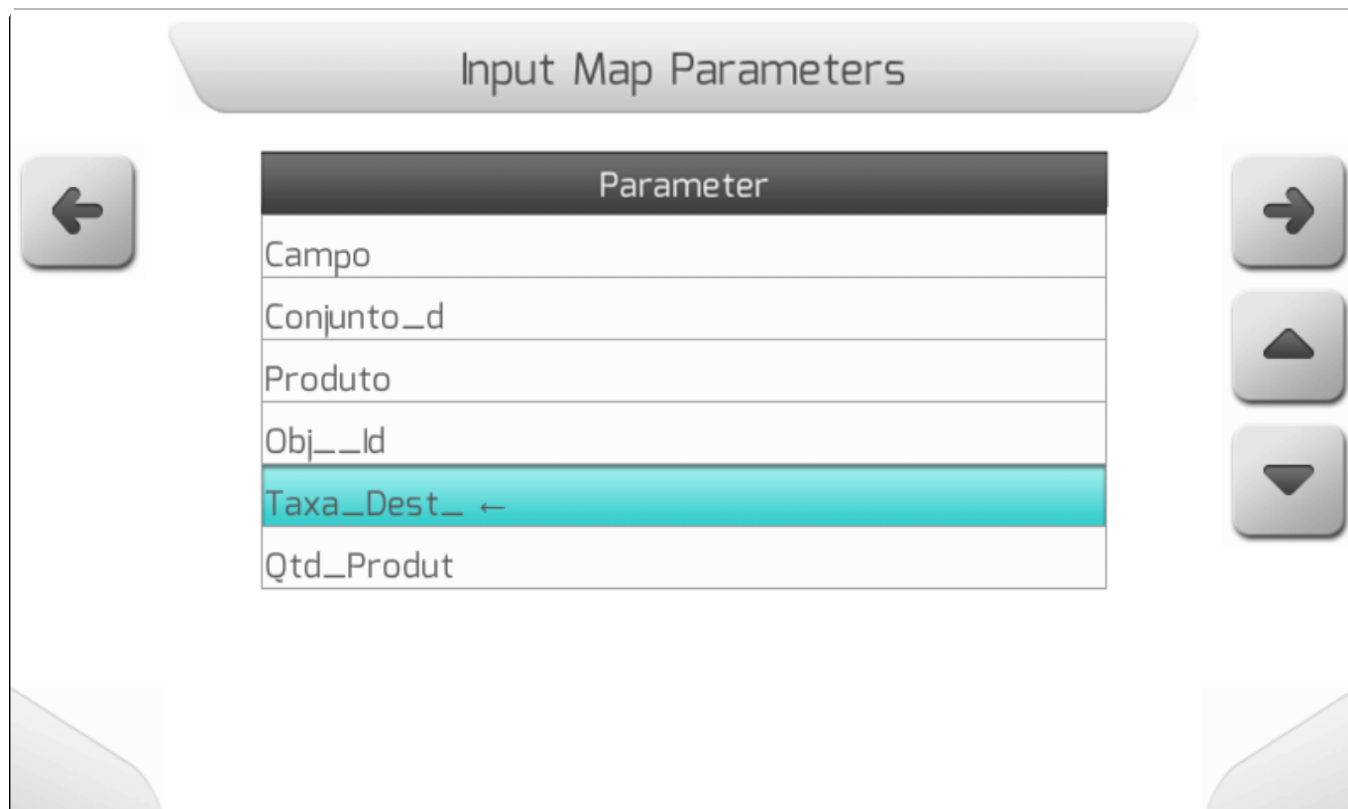 Input Map Parameters
Parameter
Campo
Conjunto_d
Produto
Obj__Id
Taxa_Dest_ ←
Qtd_Produt